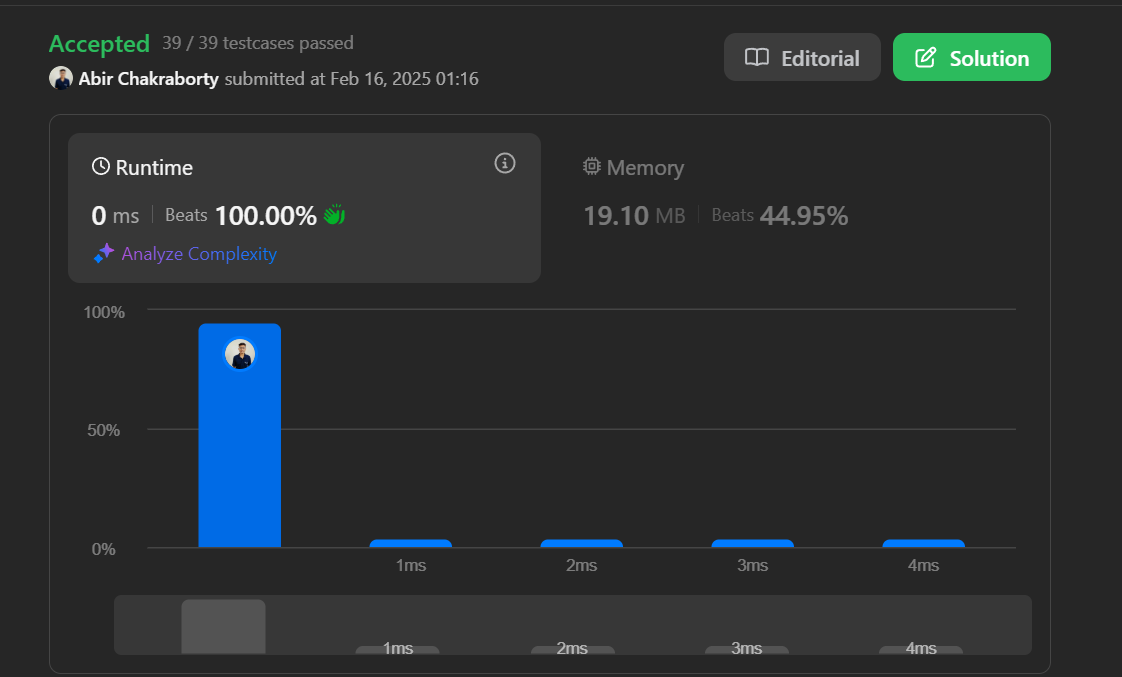 Accepted 39 / 39 testcases passed
Abir Chakraborty submitted at Feb 16, 2025 01:16
Editorial
Solution
Runtime
0 ms Beats 100.00%
Analyze Complexity
Memory
19.10 MB Beats 44.95%
100%
50%
0%
1ms 2ms 3ms 4ms
1ms 2ms 3ms 4ms